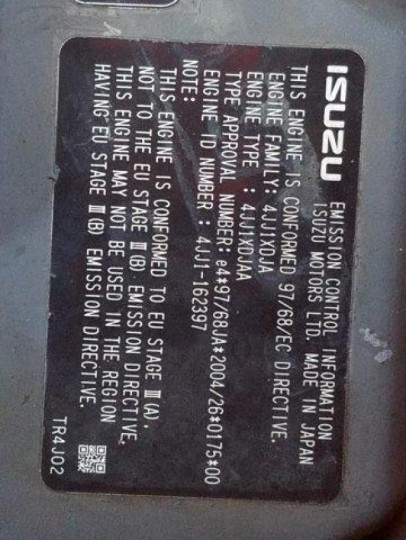 ISUZU
EMISSION CONTROL INFORMATION
ISUZU MOTORS LTD. MADE IN JAPAN
THIS ENGINE IS CONFORMED 97/68/EC DIRECTIVE.
ENGINE FAMILY: 4JJ1XDJA
ENGINE TYPE : 4JJ1XDJAA
TYPE APPROVAL NUMBER: e4*97/68JA*2004/26*0175*00
ENGINE ID NUMBER : 4JJ1-162397
NOTE:
THIS ENGINE IS CONFORMED TO EU STAGE Ⅲ(A),
NOT TO THE EU STAGE Ⅲ(B) EMISSION DIRECTIVE.
THIS ENGINE MAY NOT BE USED IN THE REGION
HAVING EU STAGE Ⅲ(B) EMISSION DIRECTIVE.
TR4J02